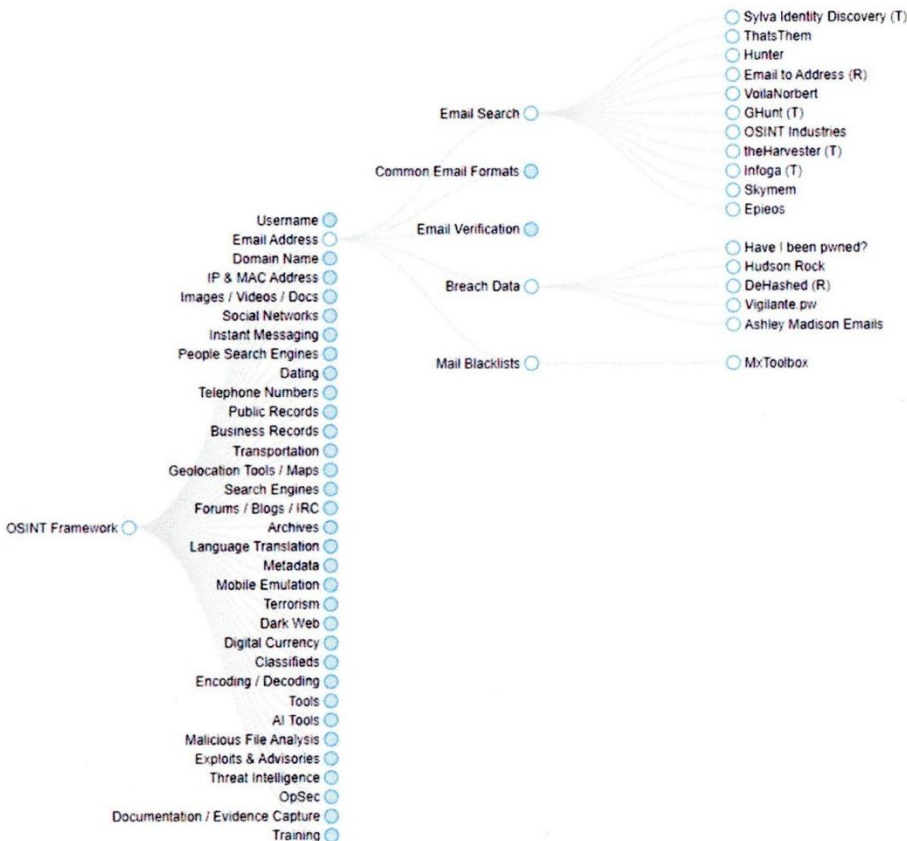 OSINT Framework
Username
Email Address
Domain Name
IP & MAC Address
Images / Videos / Docs
Social Networks
Instant Messaging
People Search Engines
Dating
Telephone Numbers
Public Records
Business Records
Transportation
Geolocation Tools / Maps
Search Engines
Forums / Blogs / IRC
Archives
Language Translation
Metadata
Mobile Emulation
Terrorism
Dark Web
Digital Currency
Classifieds
Encoding / Decoding
Tools
AI Tools
Malicious File Analysis
Exploits & Advisories
Threat Intelligence
OpSec
Documentation / Evidence Capture
Training
Email Search
Common Email Formats
Email Verification
Breach Data
Mail Blacklists
Sylva Identity Discovery (T)
ThatsThem
Hunter
Email to Address (R)
VoilaNorbert
GHunt (T)
OSINT Industries
theHarvester (T)
Infoga (T)
Skymem
Epieos
Have I been pwned?
Hudson Rock
DeHashed (R)
Vigilante.pw
Ashley Madison Emails
MxToolbox